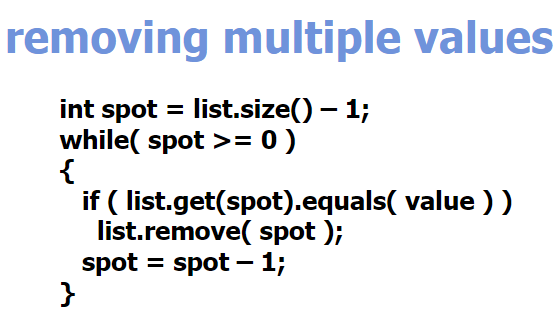 removing multiple values
int spot = list.size() – 1;
while( spot >= 0 )
{
if ( list.get(spot).equals( value ) )
list.remove( spot );
spot = spot – 1;
}